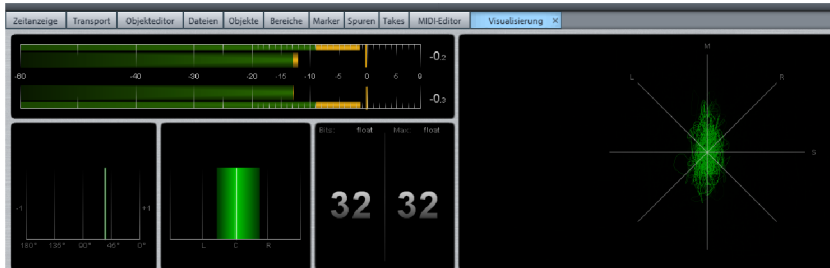 Zeitanzeige Transport Objekteditor Dateien Objekte Bereiche Marker Spuren Takes MIDI-Editor Visualisierung ×
-0.2
-60 -40 -30 -20 -15 -10 -5 0 6 9
-0.3
M
L R
S
Bits: float Max: float
32 32
-1 +1
180° 135° 90° 45° 0°
L C R